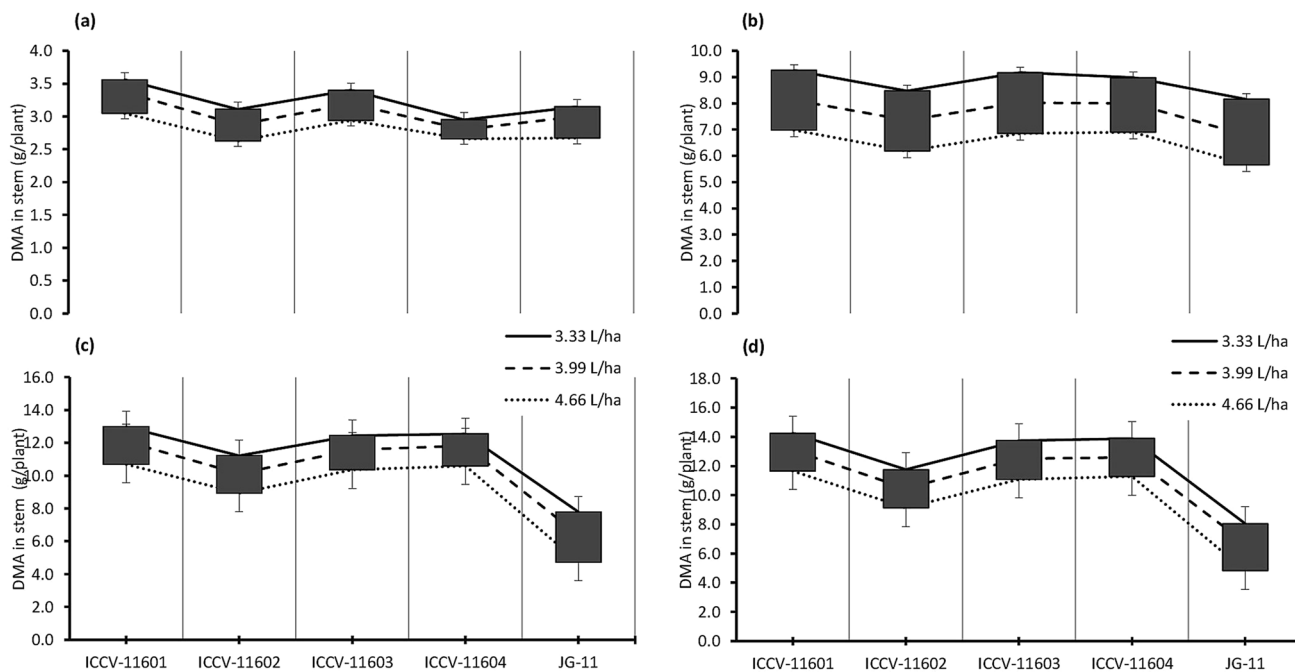 (a)
4.0
3.5
3.0
2.5
2.0
1.5
1.0
0.5
0.0
DMA in stem (g/plant)
(b)
10.0
9.0
8.0
7.0
6.0
5.0
4.0
3.0
2.0
1.0
0.0
DMA in stem (g/plant)
(c)
3.33 L/ha
3.99 L/ha
4.66 L/ha
16.0
14.0
12.0
10.0
8.0
6.0
4.0
2.0
0.0
DMA in stem (g/plant)
ICCV-11601 ICCV-11602 ICCV-11603 ICCV-11604 JG-11
(d)
3.33 L/ha
3.99 L/ha
4.66 L/ha
18.0
16.0
14.0
12.0
10.0
8.0
6.0
4.0
2.0
0.0
DMA in stem (g/plant)
ICCV-11601 ICCV-11602 ICCV-11603 ICCV-11604 JG-11